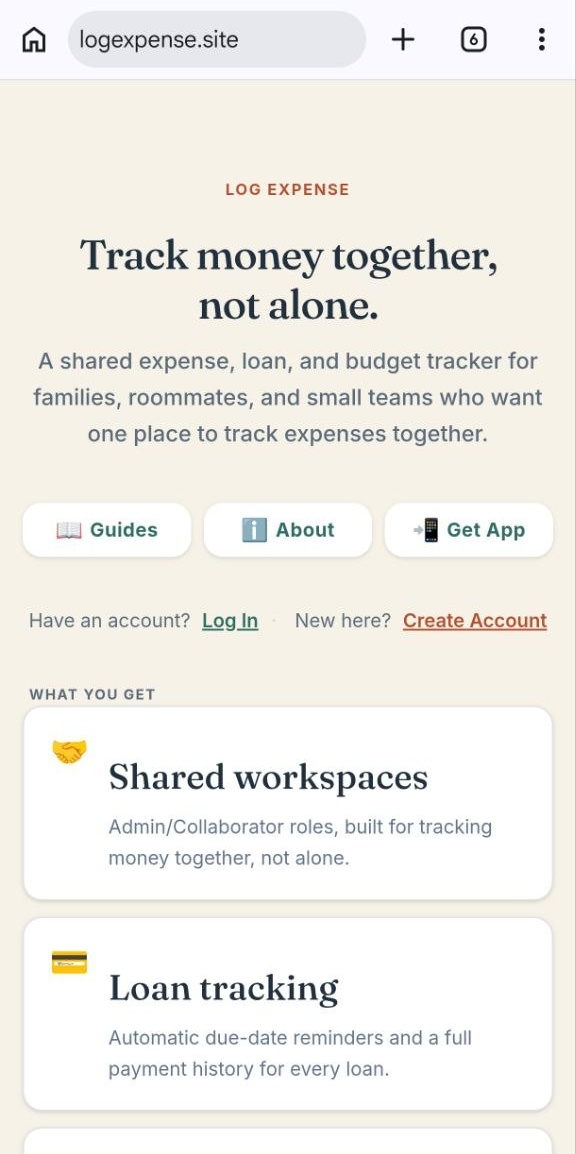 logexpense.site
6
LOG EXPENSE
Track money together,
not alone.
A shared expense, loan, and budget tracker for
families, roommates, and small teams who want
one place to track expenses together.
Guides
About
Get App
Have an account? Log In · New here? Create Account
WHAT YOU GET
Shared workspaces
Admin/Collaborator roles, built for tracking
money together, not alone.
Loan tracking
Automatic due-date reminders and a full
payment history for every loan.